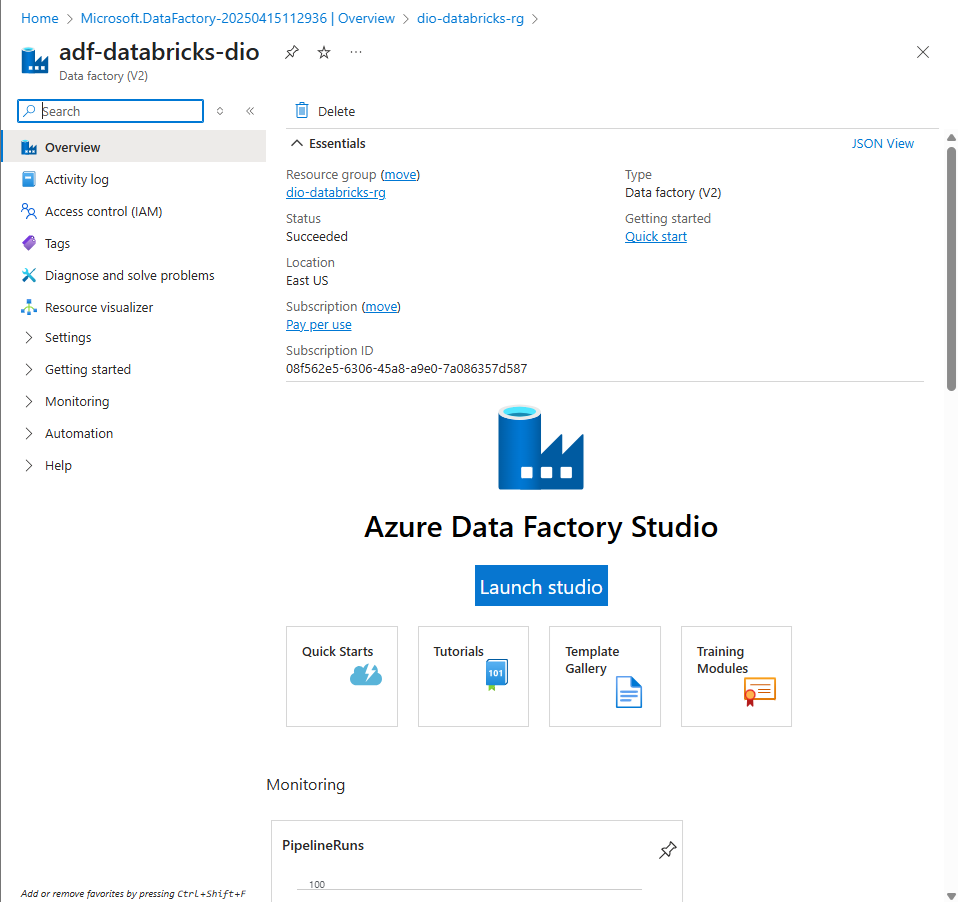 Home > Microsoft.DataFactory-20250415112936 | Overview > dio-databricks-rg >
adf-databricks-dio
Data factory (V2)
Search
Overview
Activity log
Access control (IAM)
Tags
Diagnose and solve problems
Resource visualizer
Settings
Getting started
Monitoring
Automation
Help
Add or remove favorites by pressing Ctrl+Shift+F
Delete
Essentials
JSON View
Resource group (move)
dio-databricks-rg
Status
Succeeded
Location
East US
Subscription (move)
Pay per use
Subscription ID
08f562e5-6306-45a8-a9e0-7a086357d587
Type
Data factory (V2)
Getting started
Quick start
Azure Data Factory Studio
Launch studio
Quick Starts
Tutorials
101
Template
Gallery
Training
Modules
Monitoring
PipelineRuns
100